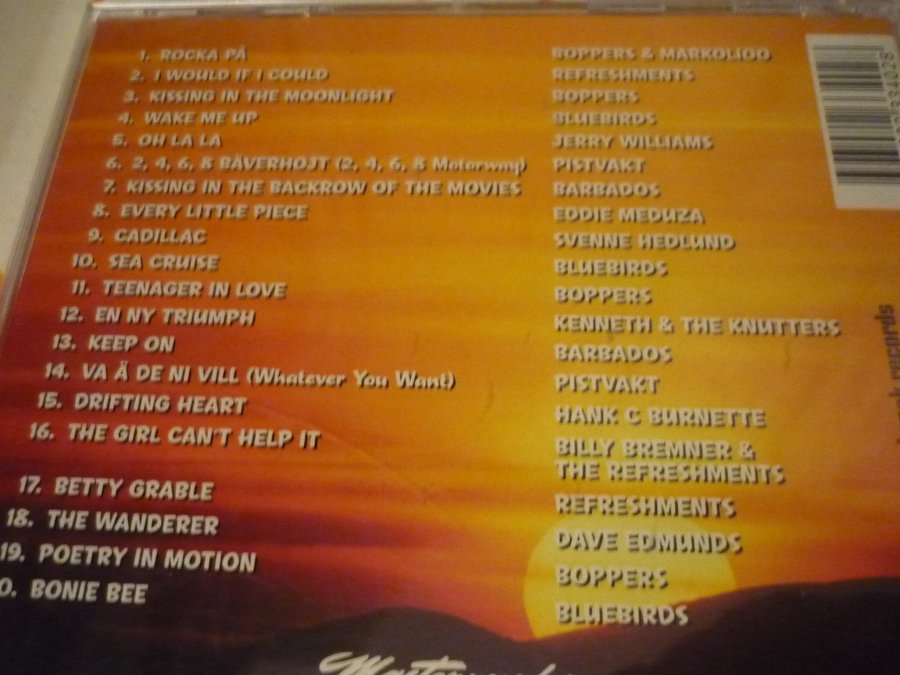 1. ROCKA PÅ BOPPERS & MARKOLIOO
2. I WOULD IF I COULD REFRESHMENTS
3. KISSING IN THE MOONLIGHT BOPPERS
4. WAKE ME UP BLUEBIRDS
5. OH LA LA JERRY WILLIAMS
6. 2, 4, 6, 8 BÄVERHOJT (2, 4, 6, 8 Motorway) PISTVAKT
7. KISSING IN THE BACKROW OF THE MOVIES BARBADOS
8. EVERY LITTLE PIECE EDDIE MEDUZA
9. CADILLAC SVENNE HEDLUND
10. SEA CRUISE BLUEBIRDS
11. TEENAGER IN LOVE BOPPERS
12. EN NY TRIUMPH KENNETH & THE KNUTTERS
13. KEEP ON BARBADOS
14. VA Ä DE NI VILL (Whatever You Want) PISTVAKT
15. DRIFTING HEART HANK C BURNETTE
16. THE GIRL CAN'T HELP IT BILLY BREMNER &
THE REFRESHMENTS
17. BETTY GRABLE REFRESHMENTS
18. THE WANDERER DAVE EDMUNDS
19. POETRY IN MOTION BOPPERS
0. BONIE BEE BLUEBIRDS
records